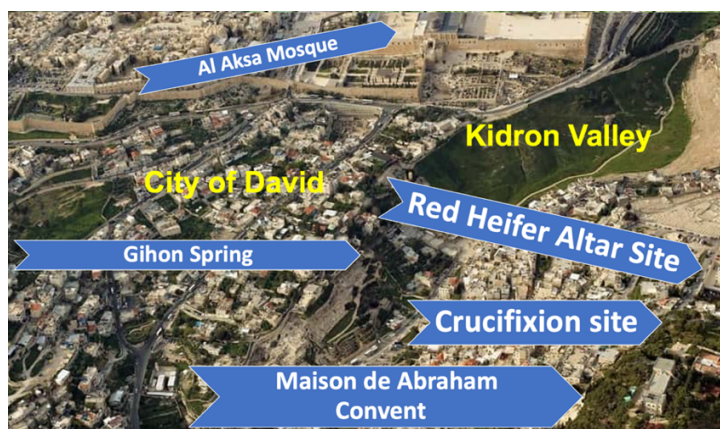 Al Aksa Mosque
Kidron Valley
City of David
Red Heifer Altar Site
Gihon Spring
Crucifixion site
Maison de Abraham
Convent